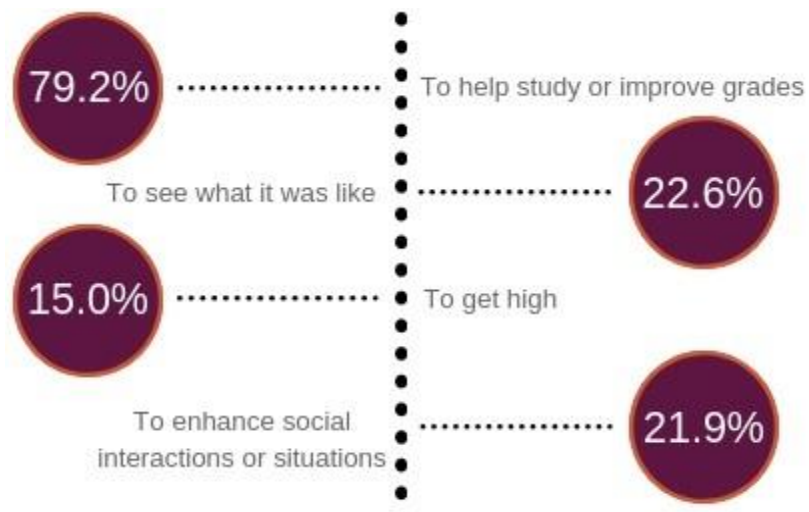 79.2%
To help study or improve grades
To see what it was like
22.6%
15.0%
To get high
To enhance social
interactions or situations
21.9%